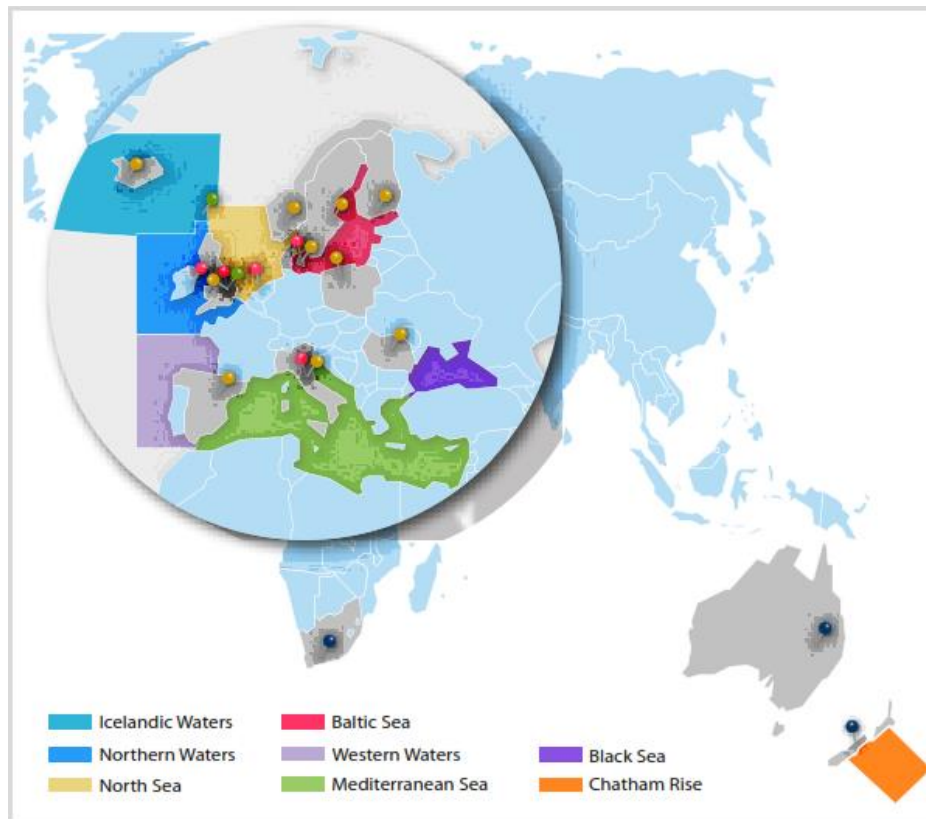 Icelandic Waters
Baltic Sea
Northern Waters
Western Waters
Black Sea
North Sea
Mediterranean Sea
Chatham Rise